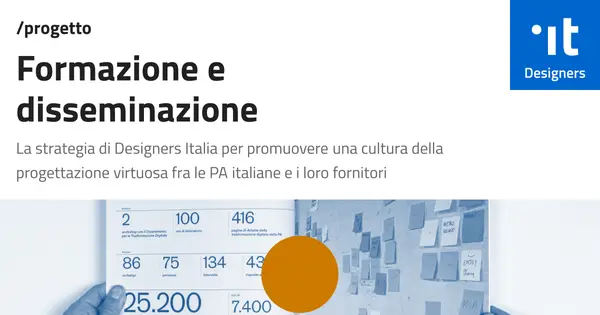 /progetto
Formazione e
disseminazione
La strategia di Designers Italia per promuovere una cultura della
progettazione virtuosa fra le PA italiane e i loro fornitori
it
Designers
2
100
416
86
75
134
43
25.200
7.400